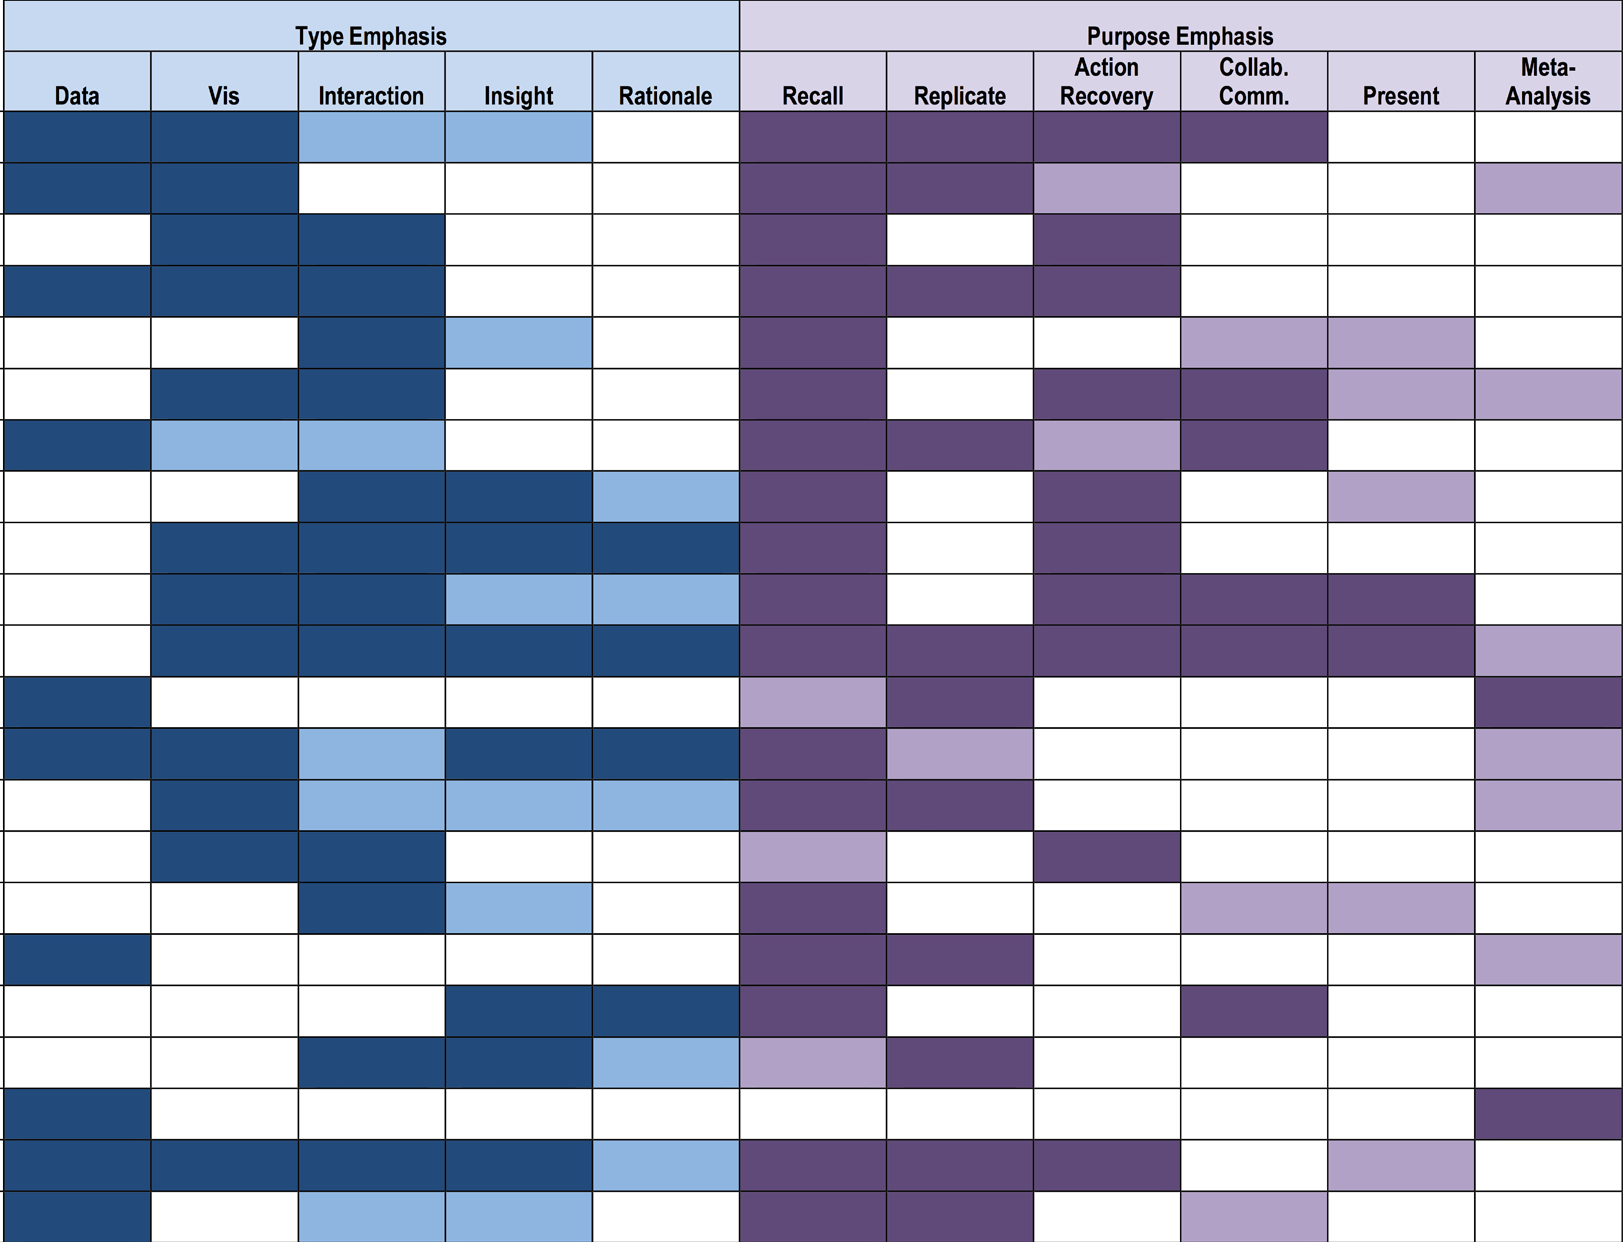 Type Emphasis
Purpose Emphasis
Data
Vis
Interaction
Insight
Rationale
Recall
Replicate
Action
Recovery
Collab.
Comm.
Present
Meta-
Analysis